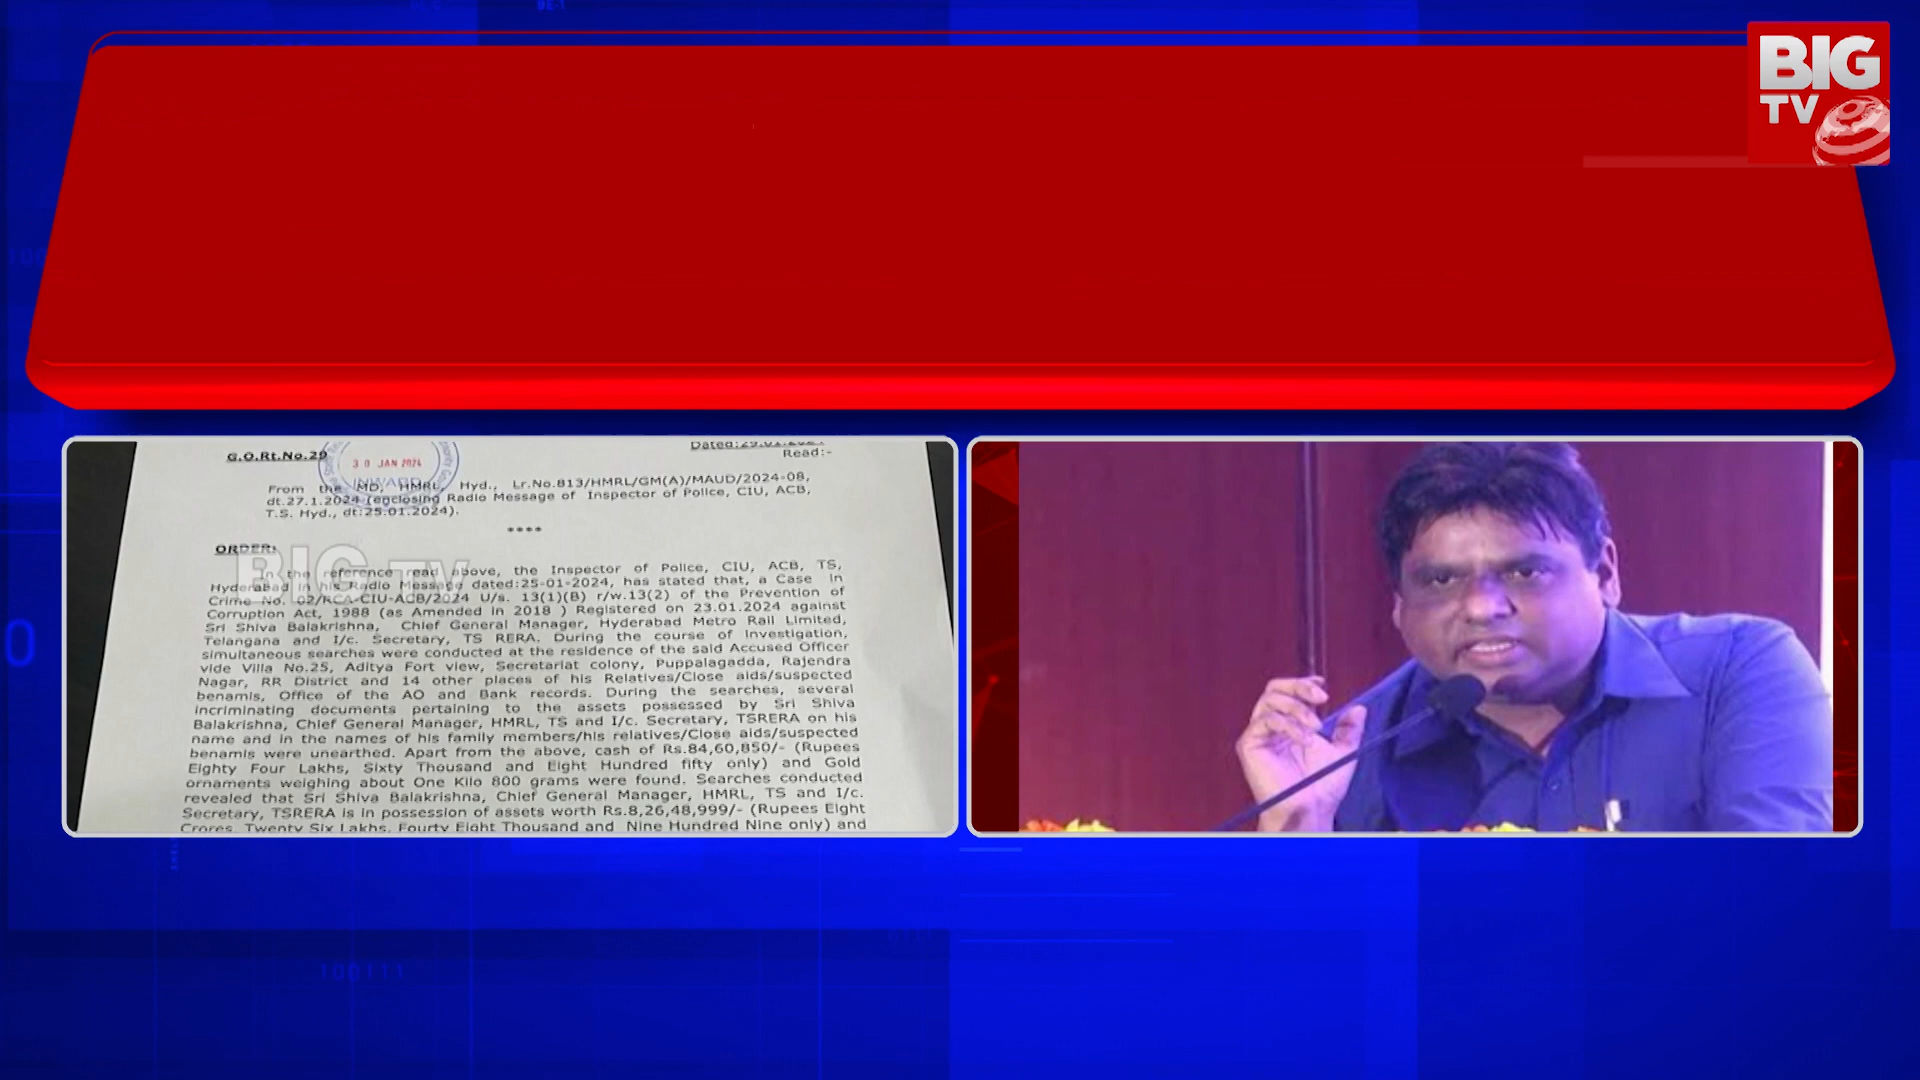 BIG
TV
G.O.Rt.No.29
30 JAN 2024
INWARD
Dated:29.01.2024
Read:-
From the MD, HMRL, Hyd., Lr.No.813/HMRL/GM(A)/MAUD/2024-08,
dt.27.1.2024 (enclosing Radio Message of Inspector of Police, CIU, ACB,
T.S. Hyd., dt:25.01.2024).
****
ORDER:
BIG TV
In the reference read above, the Inspector of Police, CIU, ACB, TS,
Hyderabad in his Radio Message dated:25-01-2024, has stated that, a Case in
Crime No. 02/RCA-CIU-ACB/2024 U/s. 13(1)(B) r/w.13(2) of the Prevention of
Corruption Act, 1988 (as Amended in 2018 ) Registered on 23.01.2024 against
Sri Shiva Balakrishna, Chief General Manager, Hyderabad Metro Rail Limited,
Telangana and I/c. Secretary, TS RERA. During the course of Investigation,
simultaneous searches were conducted at the residence of the said Accused Officer
vide Villa No.25, Aditya Fort view, Secretariat colony, Puppalagadda, Rajendra
Nagar, RR District and 14 other places of his Relatives/Close aids/suspected
benamis, Office of the AO and Bank records. During the searches, several
incriminating documents pertaining to the assets possessed by Sri Shiva
Balakrishna, Chief General Manager, HMRL, TS and I/c. Secretary, TSRERA on his
name and in the names of his family members/his relatives/Close aids/suspected
benamis were unearthed. Apart from the above, cash of Rs.84,60,850/- (Rupees
Eighty Four Lakhs, Sixty Thousand and Eight Hundred fifty only) and Gold
ornaments weighing about One Kilo 800 grams were found. Searches conducted
revealed that Sri Shiva Balakrishna, Chief General Manager, HMRL, TS and I/c.
Secretary, TSRERA is in possession of assets worth Rs.8,26,48,999/- (Rupees Eight
Crores, Twenty Six Lakhs, Fourty Eight Thousand and Nine Hundred Nine only) and